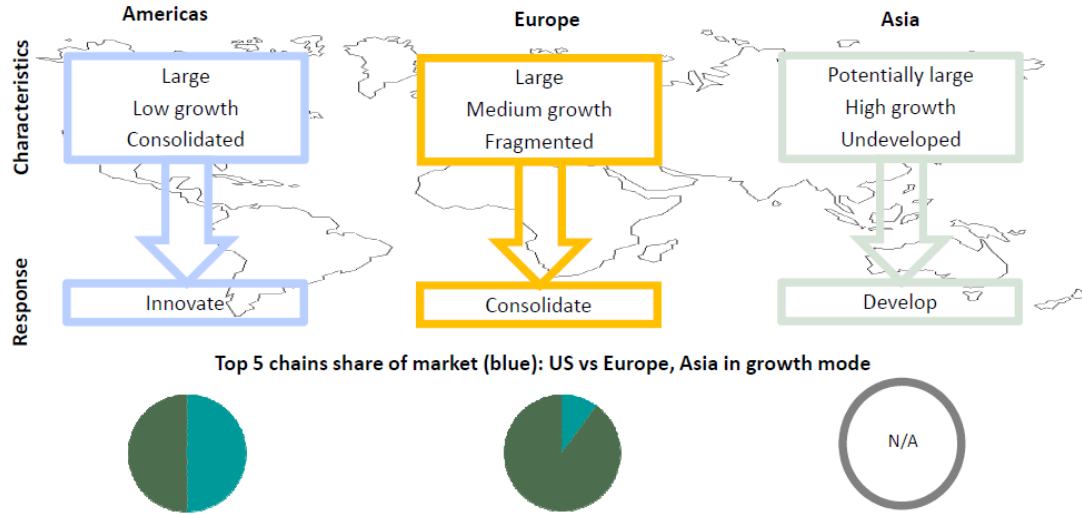 Americas
Europe
Asia
Characteristics
Large
Low growth
Consolidated
Large
Medium growth
Fragmented
Potentially large
High growth
Undeveloped
Response
Innovate
Consolidate
Develop
Top 5 chains share of market (blue): US vs Europe, Asia in growth mode
N/A